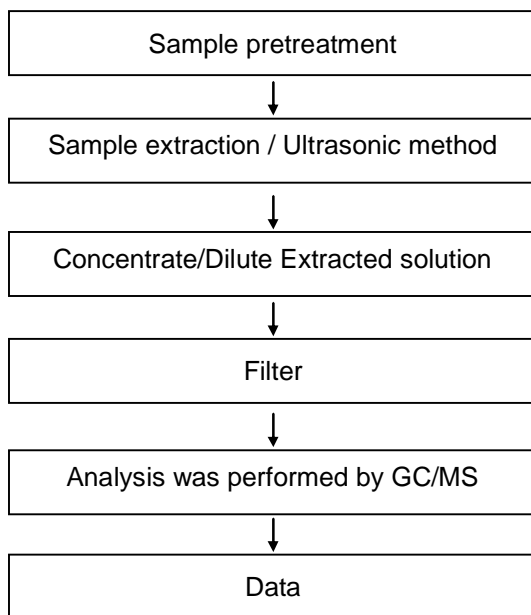 Sample pretreatment
Sample extraction / Ultrasonic method
Concentrate/Dilute Extracted solution
Filter
Analysis was performed by GC/MS
Data